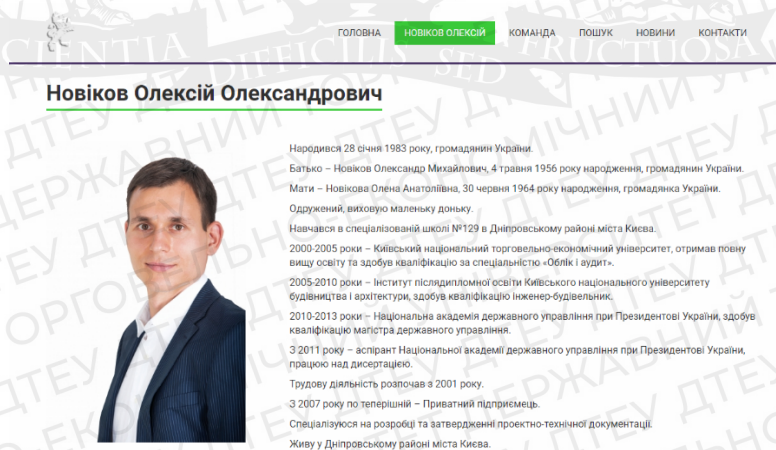 ГОЛОВНА НОВІКОВ ОЛЕКСІЙ КОМАНДА ПОШУК НОВИНИ КОНТАКТИ
SCIENTIA DIFFICILIS SED FRUCTUOSA
Новіков Олексій Олександрович
Народився 28 січня 1983 року, громадянин України.
Батько – Новіков Олександр Михайлович, 4 травня 1956 року народження, громадянин України.
Мати – Новікова Олена Анатоліївна, 30 червня 1964 року народження, громадянка України.
Одружений, виховую маленьку доньку.
Навчався в спеціалізованій школі №129 в Дніпровському районі міста Києва.
2000-2005 роки – Київський національний торговельно-економічний університет, отримав повну
вищу освіту та здобув кваліфікацію за спеціальністю «Облік і аудит».
2005-2010 роки – Інститут післядипломної освіти Київського національного університету
будівництва і архітектури, здобув кваліфікацію інженер-будівельник.
2010-2013 роки – Національна академія державного управління при Президентові України, здобув
кваліфікацію магістра державного управління.
З 2011 року – аспірант Національної академії державного управління при Президентові України,
працюю над дисертацією.
Трудову діяльність розпочав з 2001 року.
З 2007 року по теперішній – Приватний підприємець.
Спеціалізуюся на розробці та затвердженні проектно-технічної документації.
Живу у Дніпровському районі міста Києва.